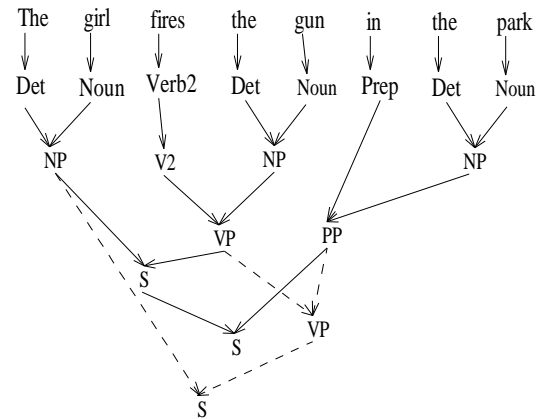 The girl fires the gun in the park
Det Noun Verb2 Det Noun Prep Det Noun
NP V2 NP NP
VP PP
S
S VP
S